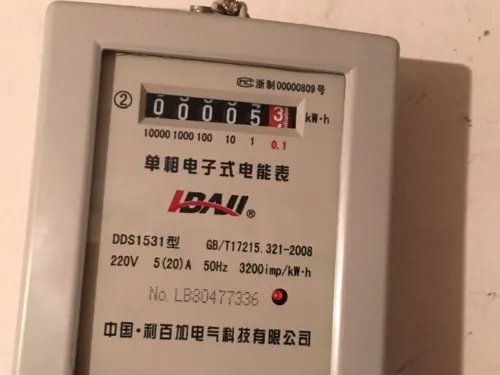 MC 浙制00000809号
② 000053 kW·h
10000 1000 100 10 1 0.1
单相电子式电能表
LBAIJ®
DDS1531型 GB/T17215.321-2008
220V 5(20)A 50Hz 3200imp/kW·h
No. LB80477336
中国·利百加电气科技有限公司